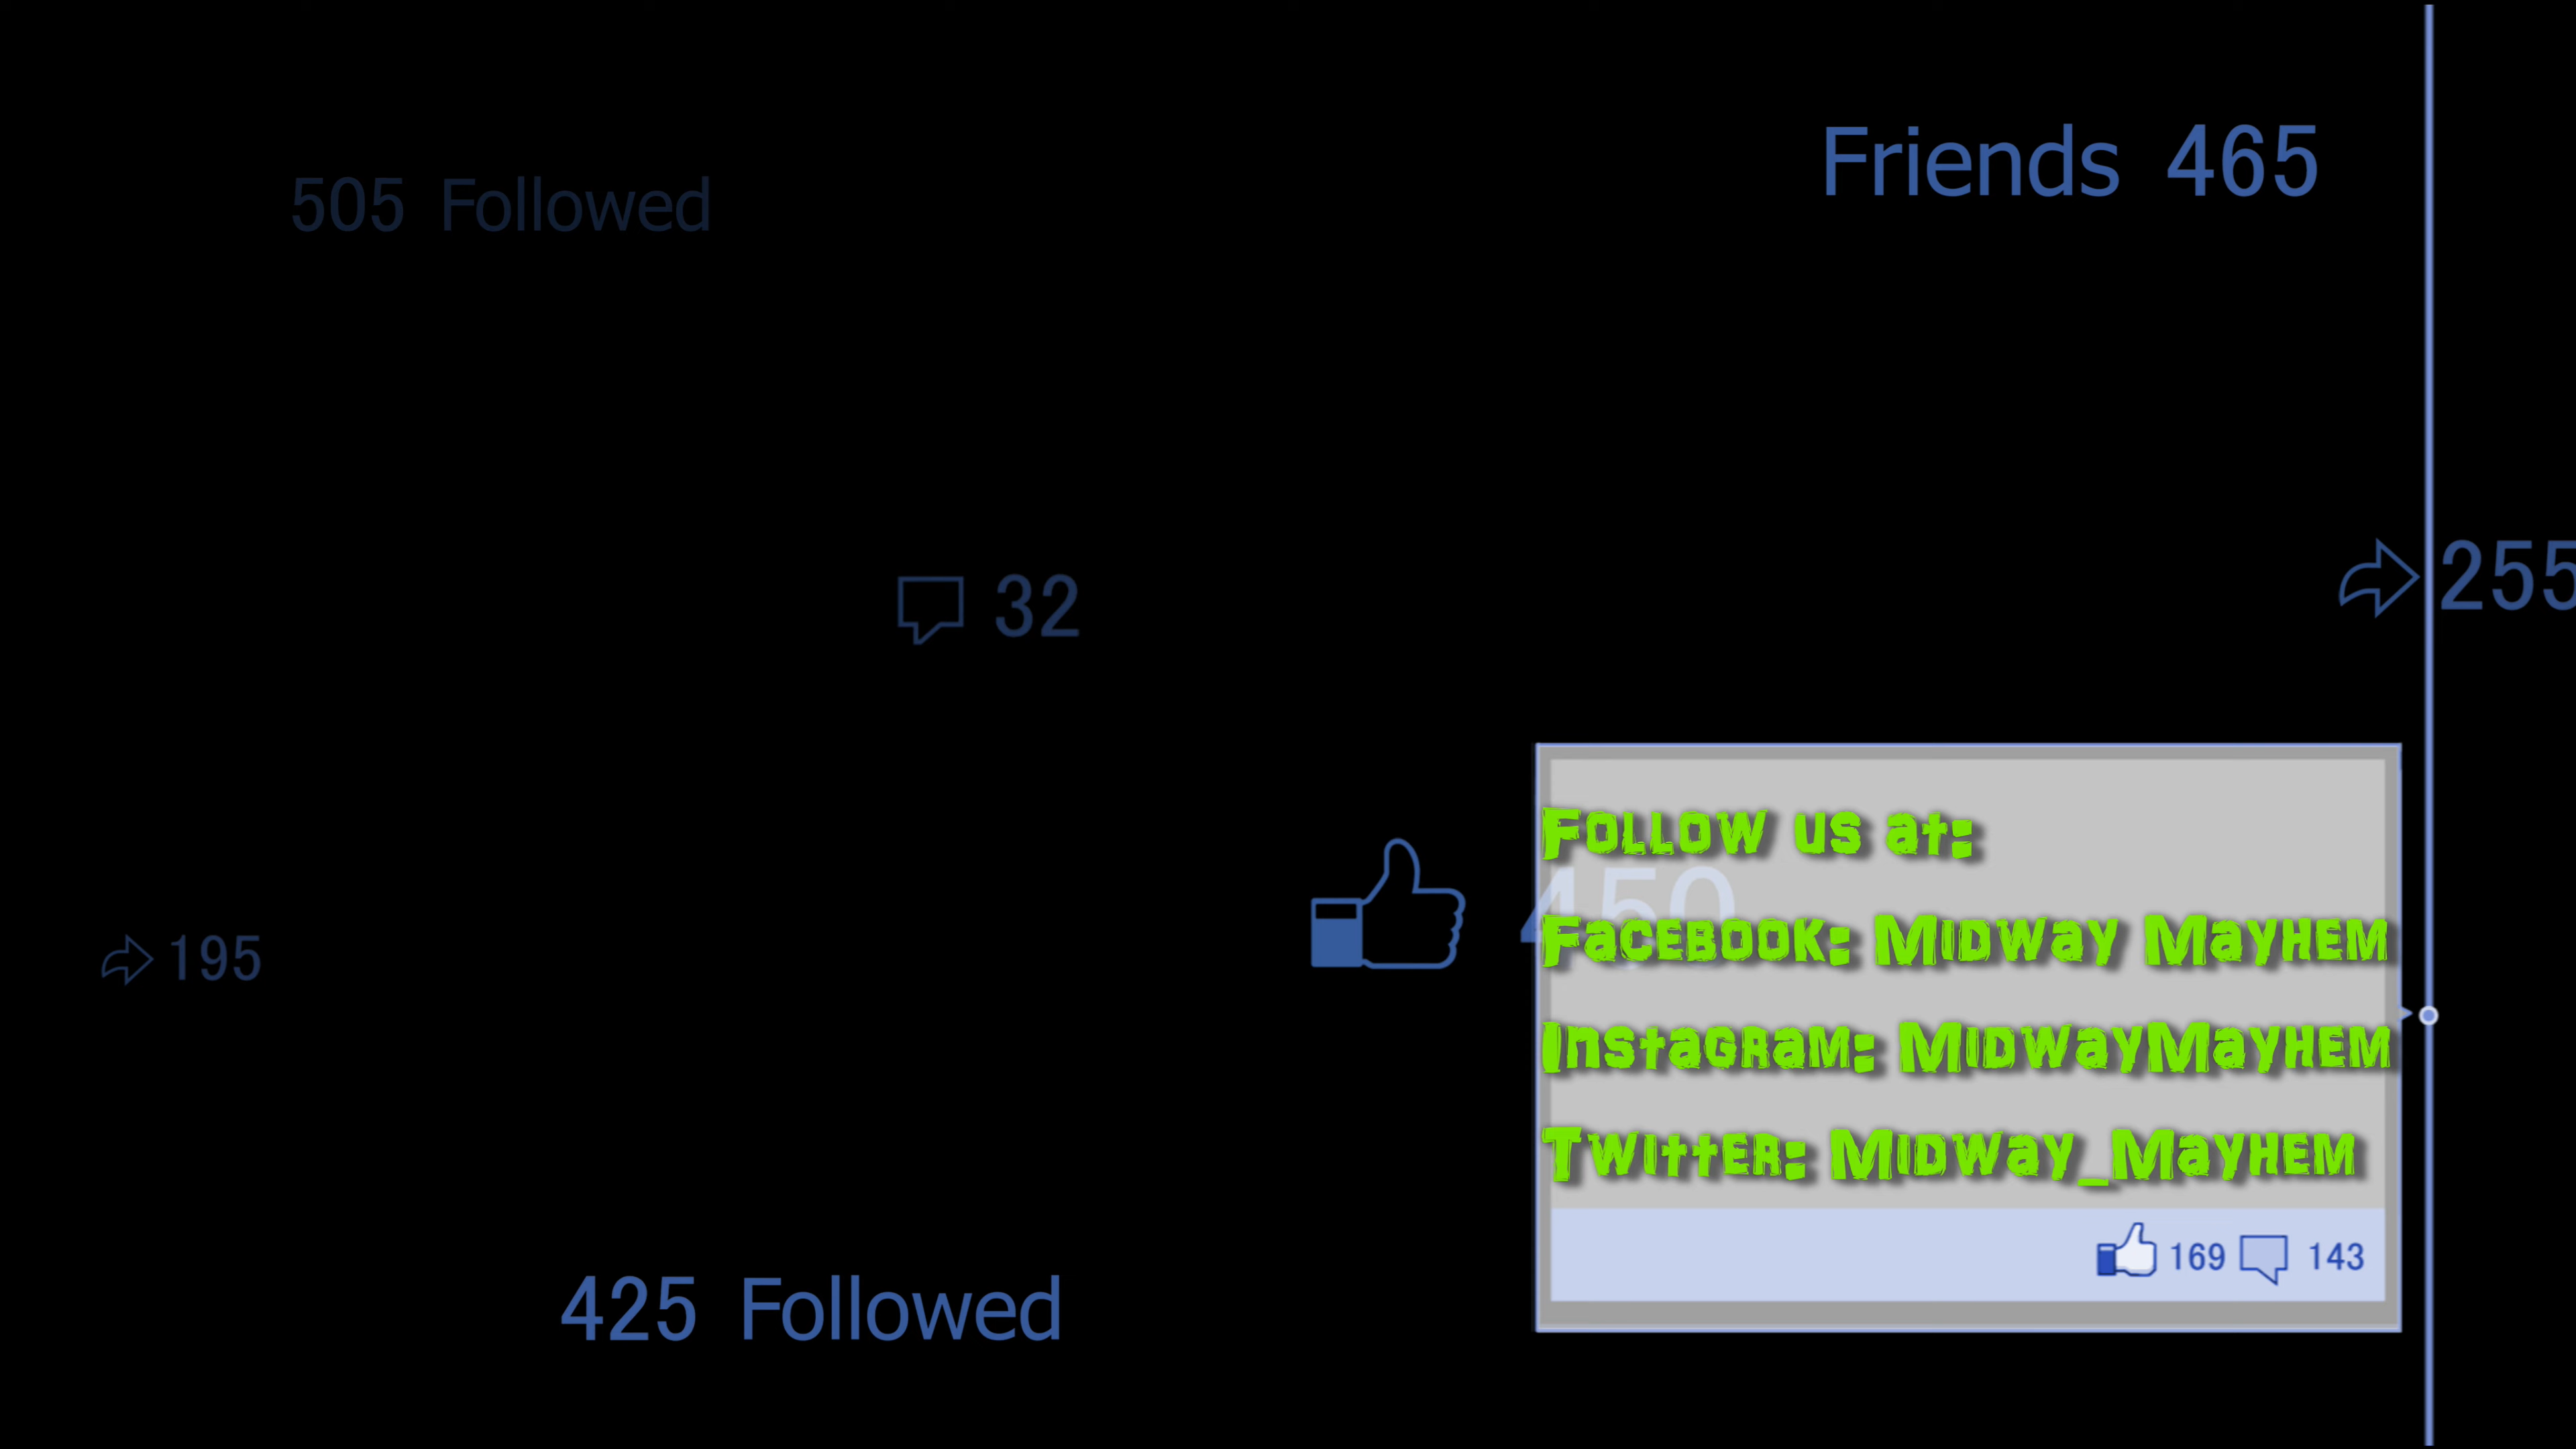 505 Followed
Friends 465
32
255
195
450
Follow us at:
Facebook: Midway Mayhem
Instagram: MidwayMayhem
Twitter: Midway_Mayhem
169 143
425 Followed